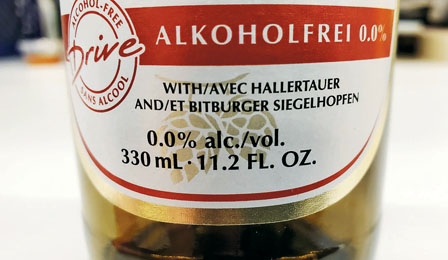 ALCOHOL-FREE
Drive
SANS ALCOOL
ALKOHOLFREI 0.0%
WITH/AVEC HALLERTAUER
AND/ET BITBURGER SIEGELHOPFEN
0.0% alc./vol.
330 mL · 11.2 FL. OZ.